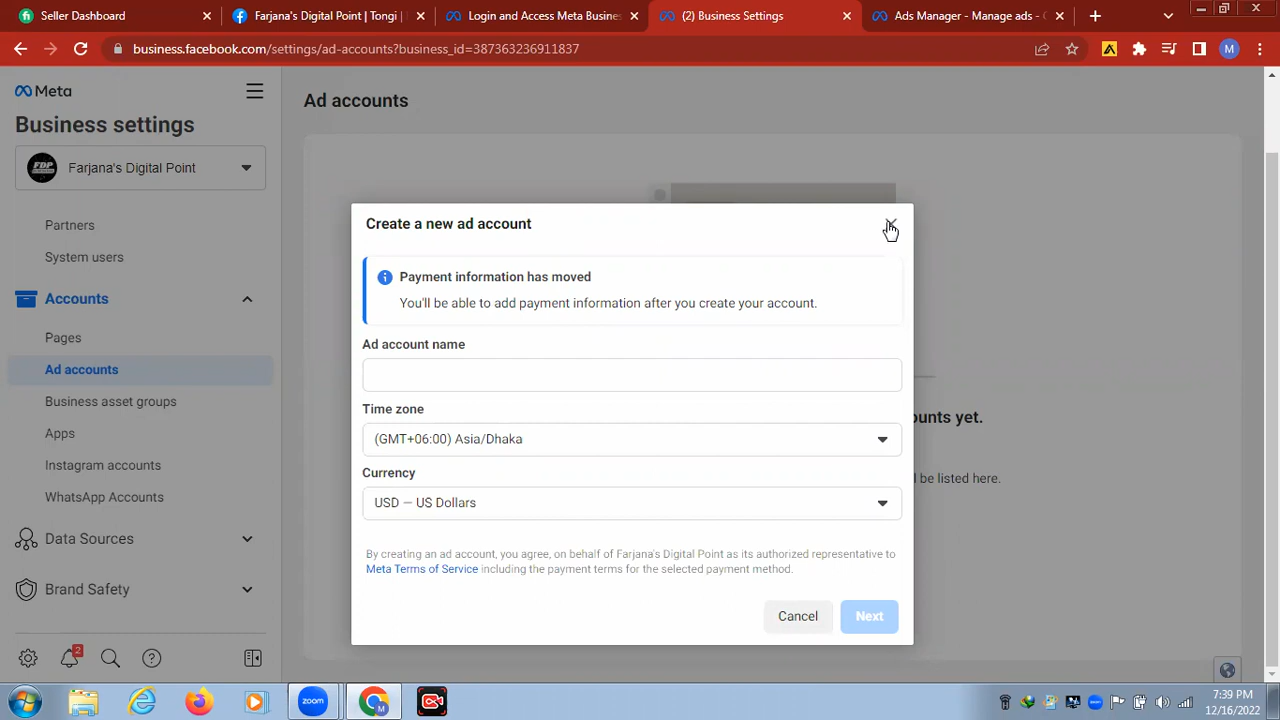 Seller Dashboard
Farjana's Digital Point | Tongi |
Login and Access Meta Busines
(2) Business Settings
Ads Manager - Manage ads - C
business.facebook.com/settings/ad-accounts?business_id=387363236911837
M
Meta
Business settings
FDP
Farjana's Digital Point
Partners
System users
Accounts
Pages
Ad accounts
Business asset groups
Apps
Instagram accounts
WhatsApp Accounts
Data Sources
Brand Safety
2
Ad accounts
Create a new ad account
Payment information has moved
You'll be able to add payment information after you create your account.
Ad account name
Time zone
(GMT+06:00) Asia/Dhaka
Currency
USD — US Dollars
By creating an ad account, you agree, on behalf of Farjana's Digital Point as its authorized representative to
Meta Terms of Service including the payment terms for the selected payment method.
Cancel
Next
ounts yet.
l be listed here.
zoom
M
7:39 PM
12/16/2022